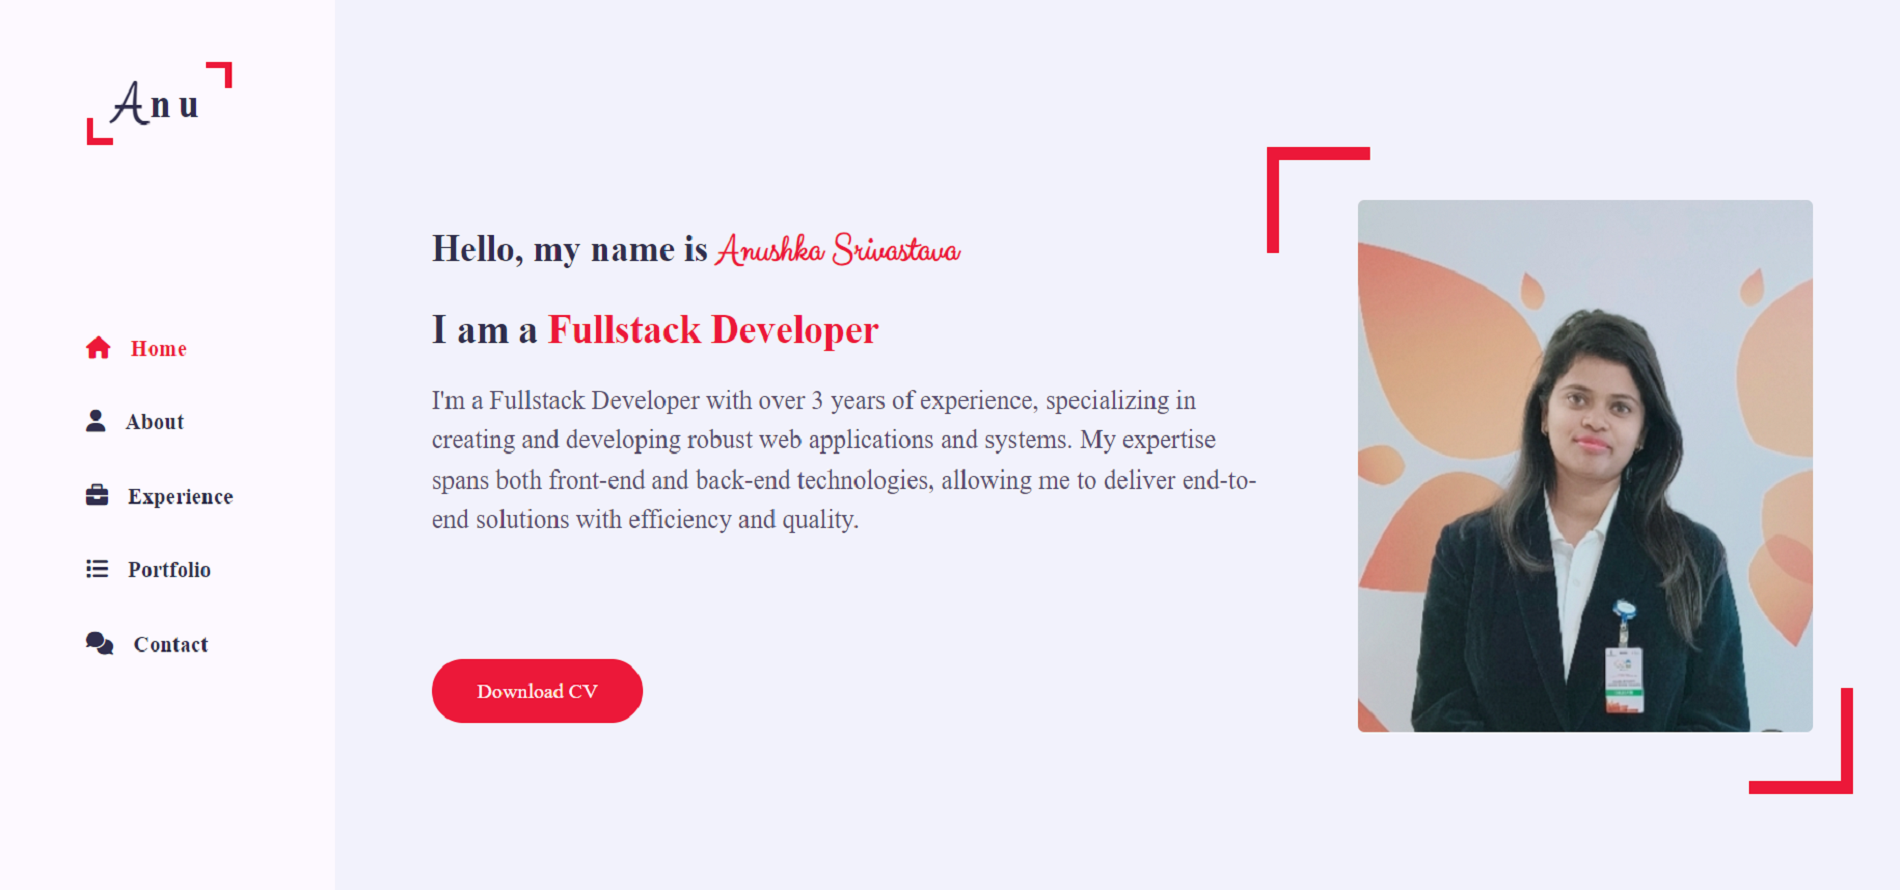 Anu
Home
About
Experience
Portfolio
Contact
Hello, my name is Anushka Srivastava
I am a Fullstack Developer
I'm a Fullstack Developer with over 3 years of experience, specializing in
creating and developing robust web applications and systems. My expertise
spans both front-end and back-end technologies, allowing me to deliver end-to-
end solutions with efficiency and quality.
Download CV